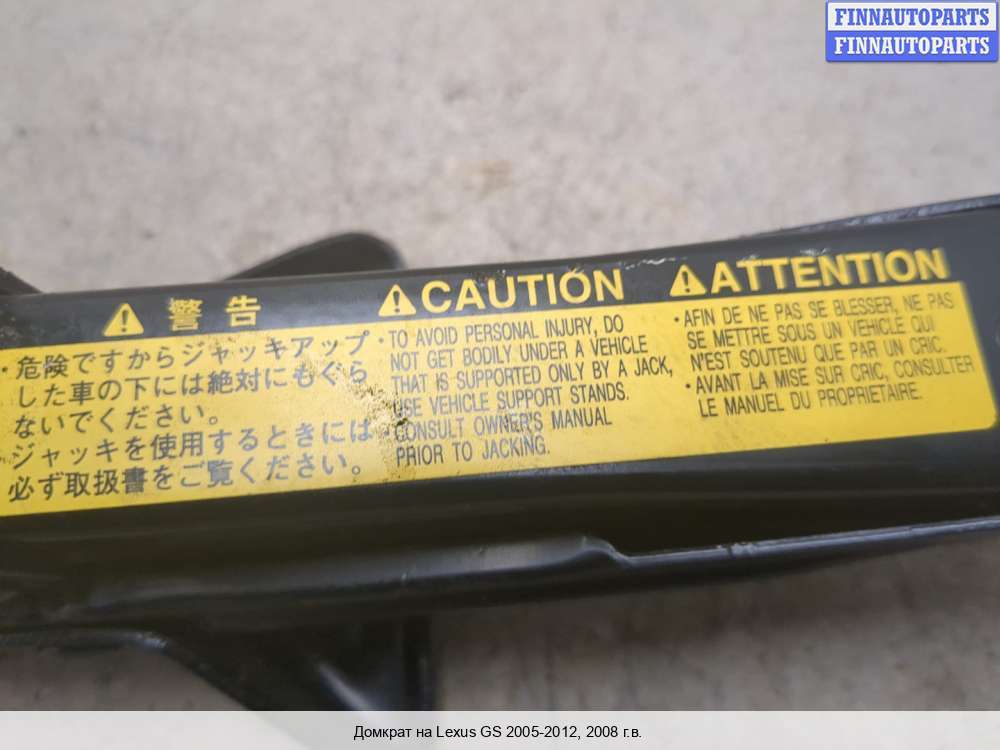 FINNAUTOPARTS
FINNAUTOPARTS
警告
・危険ですからジャッキアップ
した車の下には絶対にもぐら
ないでください。
ジャッキを使用するときには
必ず取扱書をご覧ください。
CAUTION
・TO AVOID PERSONAL INJURY, DO
NOT GET BODILY UNDER A VEHICLE
THAT IS SUPPORTED ONLY BY A JACK,
USE VEHICLE SUPPORT STANDS.
・CONSULT OWNER'S MANUAL
PRIOR TO JACKING.
ATTENTION
・AFIN DE NE PAS SE BLESSER, NE PAS
SE METTRE SOUS UN VEHICLE QUI
N'EST SOUTENU QUE PAR UN CRIC.
・AVANT LA MISE SUR CRIC, CONSULTER
LE MANUEL DU PROPRIETAIRE.
Домкрат на Lexus GS 2005-2012, 2008 г.в.